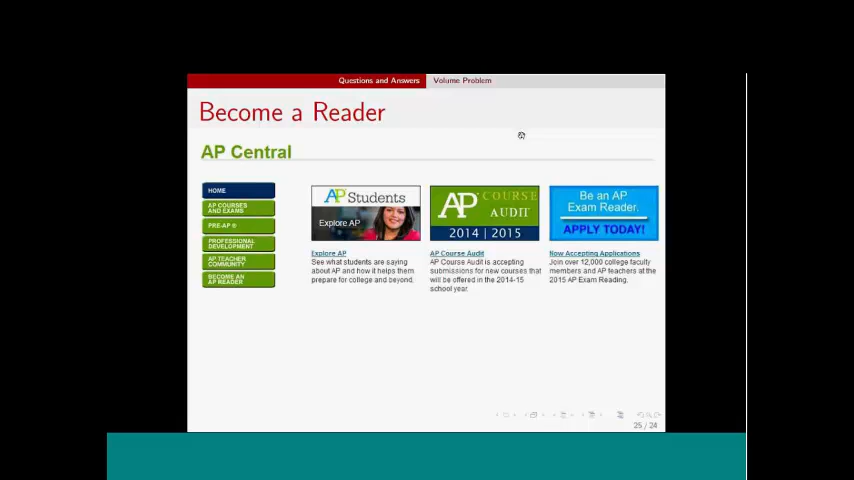 Questions and Answers Volume Problem
Become a Reader
AP Central
HOME
AP COURSES
AND EXAMS
PRE-AP ®
PROFESSIONAL
DEVELOPMENT
AP TEACHER
COMMUNITY
BECOME AN
AP READER
AP® Students
Explore AP
Explore AP
See what students are saying
about AP and how it helps them
prepare for college and beyond.
AP® COURSE
AUDIT
2014 | 2015
AP Course Audit
AP Course Audit is accepting
submissions for new courses that
will be offered in the 2014-15
school year.
Be an AP
Exam Reader.
APPLY TODAY!
Now Accepting Applications
Join over 12,000 college faculty
members and AP teachers at the
2015 AP Exam Reading.
25 / 24